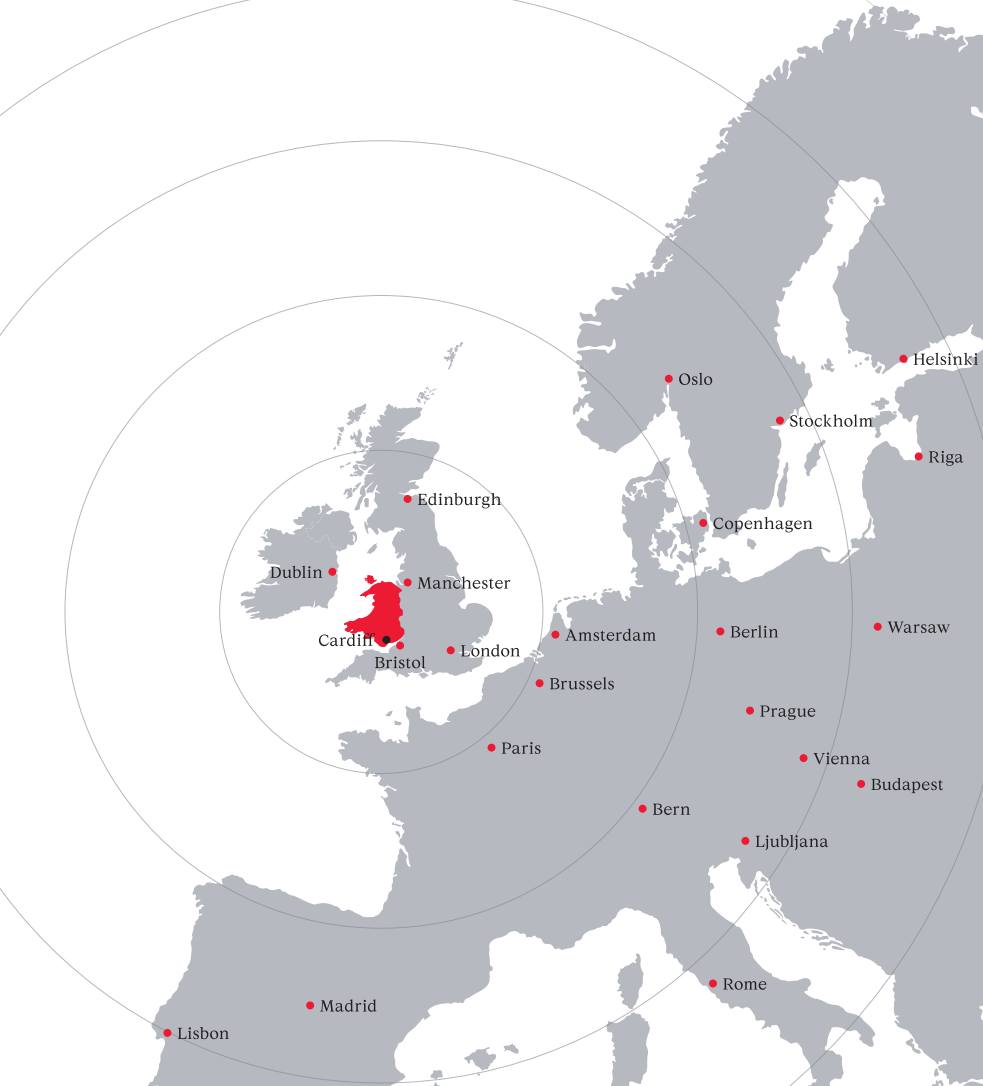 Helsinki
Oslo
Stockholm
Riga
Edinburgh
Copenhagen
Dublin
Manchester
Warsaw
Berlin
Amsterdam
Cardiff
London
Bristol
Brussels
Prague
Paris
Vienna
Budapest
Bern
Ljubljana
Rome
Madrid
Lisbon